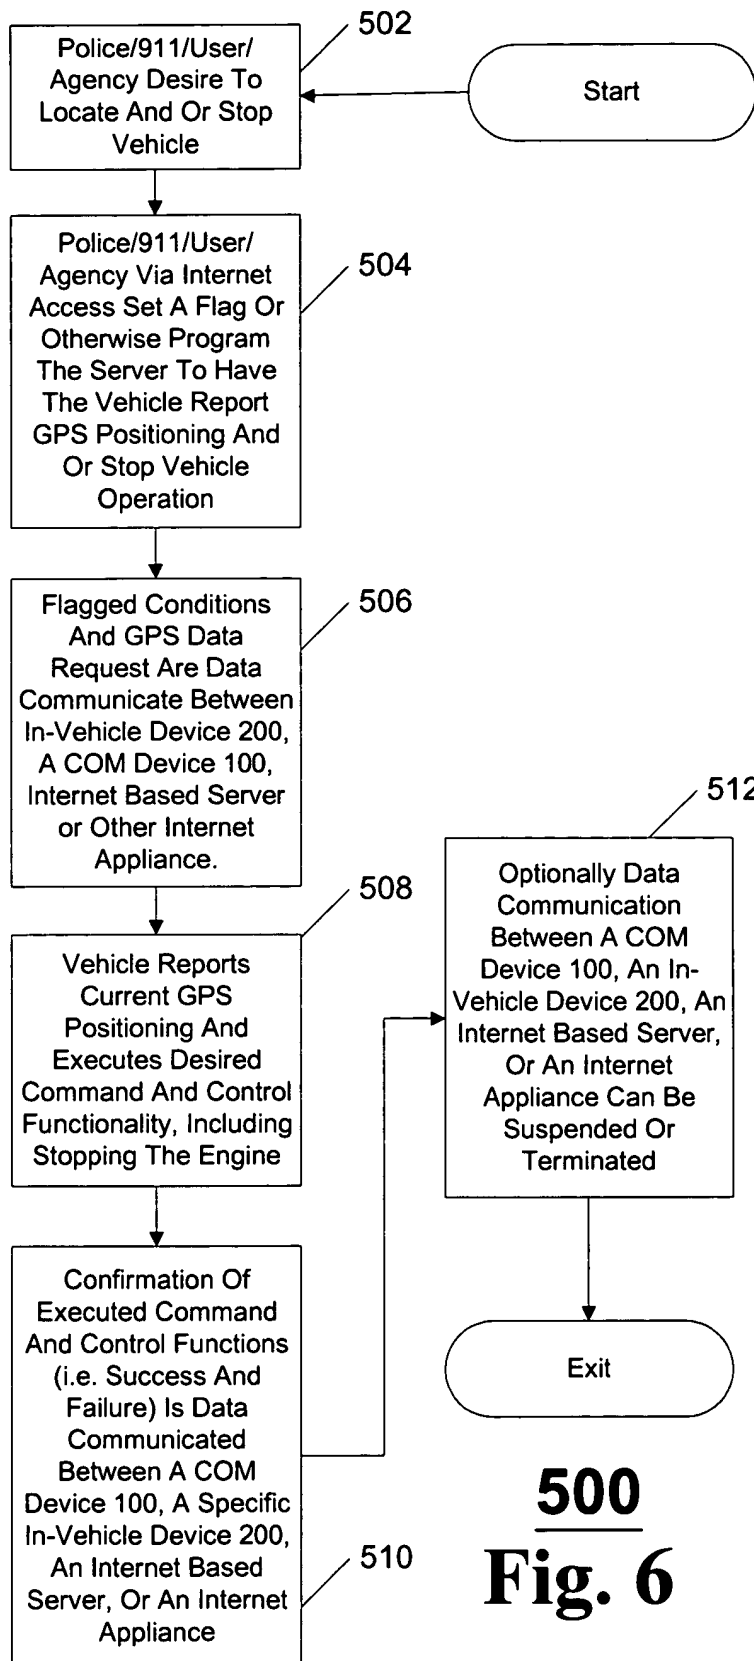 502
Police/911/User/
Agency Desire To
Locate And Or Stop
Vehicle
Start
504
Police/911/User/
Agency Via Internet
Access Set A Flag Or
Otherwise Program
The Server To Have
The Vehicle Report
GPS Positioning And
Or Stop Vehicle
Operation
506
Flagged Conditions
And GPS Data
Request Are Data
Communicate Between
In-Vehicle Device 200,
A COM Device 100,
Internet Based Server
or Other Internet
Appliance.
508
Vehicle Reports
Current GPS
Positioning And
Executes Desired
Command And Control
Functionality, Including
Stopping The Engine
510
Confirmation Of
Executed Command
And Control Functions
(i.e. Success And
Failure) Is Data
Communicated
Between A COM
Device 100, A Specific
In-Vehicle Device 200,
An Internet Based
Server, Or An Internet
Appliance
512
Optionally Data
Communication
Between A COM
Device 100, An In-
Vehicle Device 200, An
Internet Based Server,
Or An Internet
Appliance Can Be
Suspended Or
Terminated
Exit
500
Fig. 6